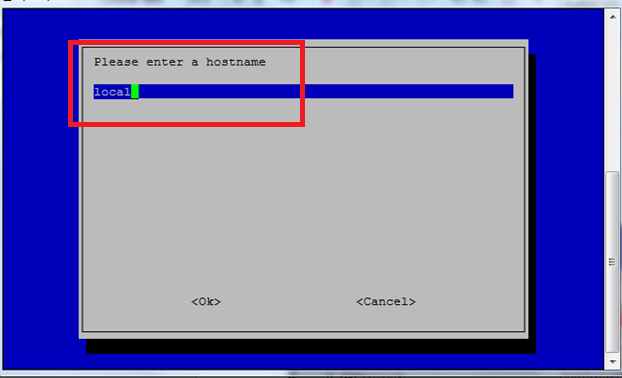 Please enter a hostname
local
<Ok> <Cancel>